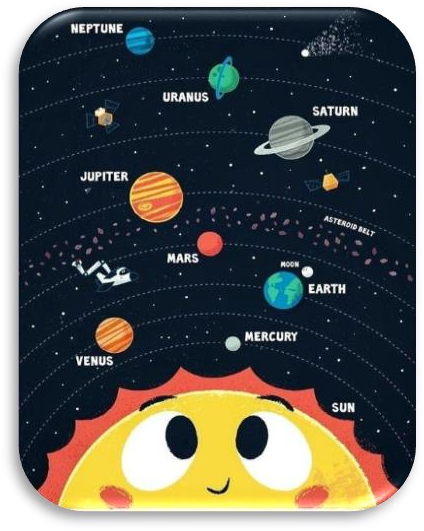 NEPTUNE
URANUS
SATURN
JUPITER
ASTEROID BELT
MARS
MOON
EARTH
MERCURY
VENUS
SUN